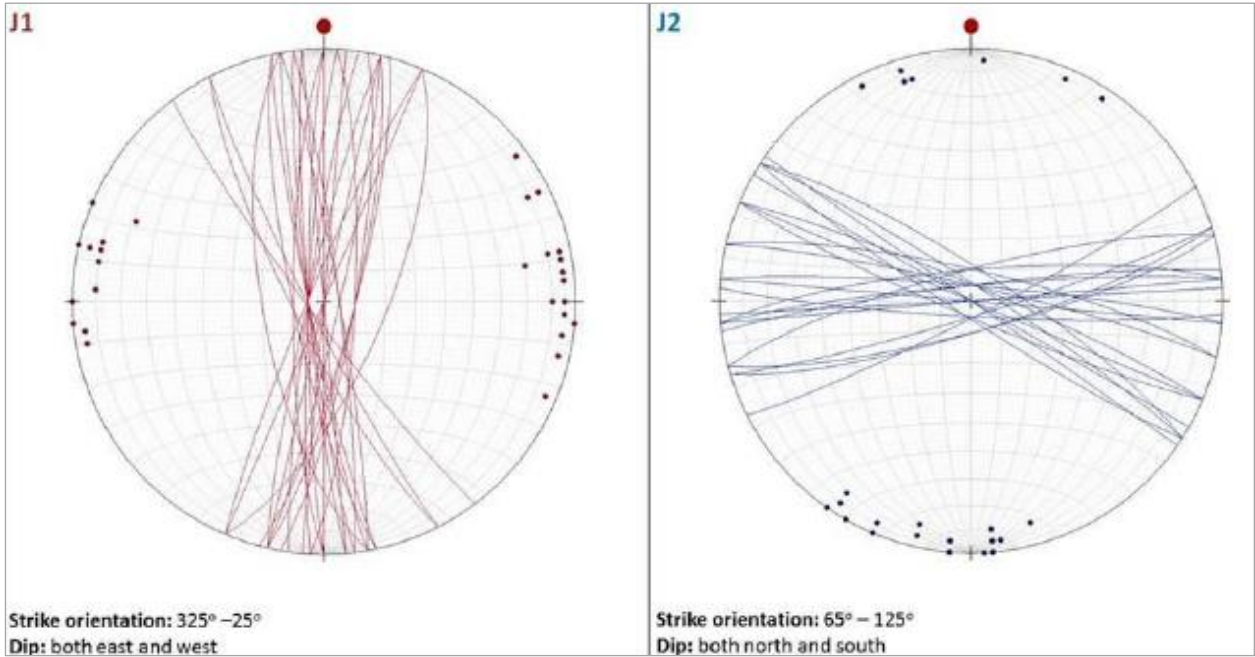 J1
Strike orientation: 325° –25°
Dip: both east and west
J2
Strike orientation: 65° – 125°
Dip: both north and south